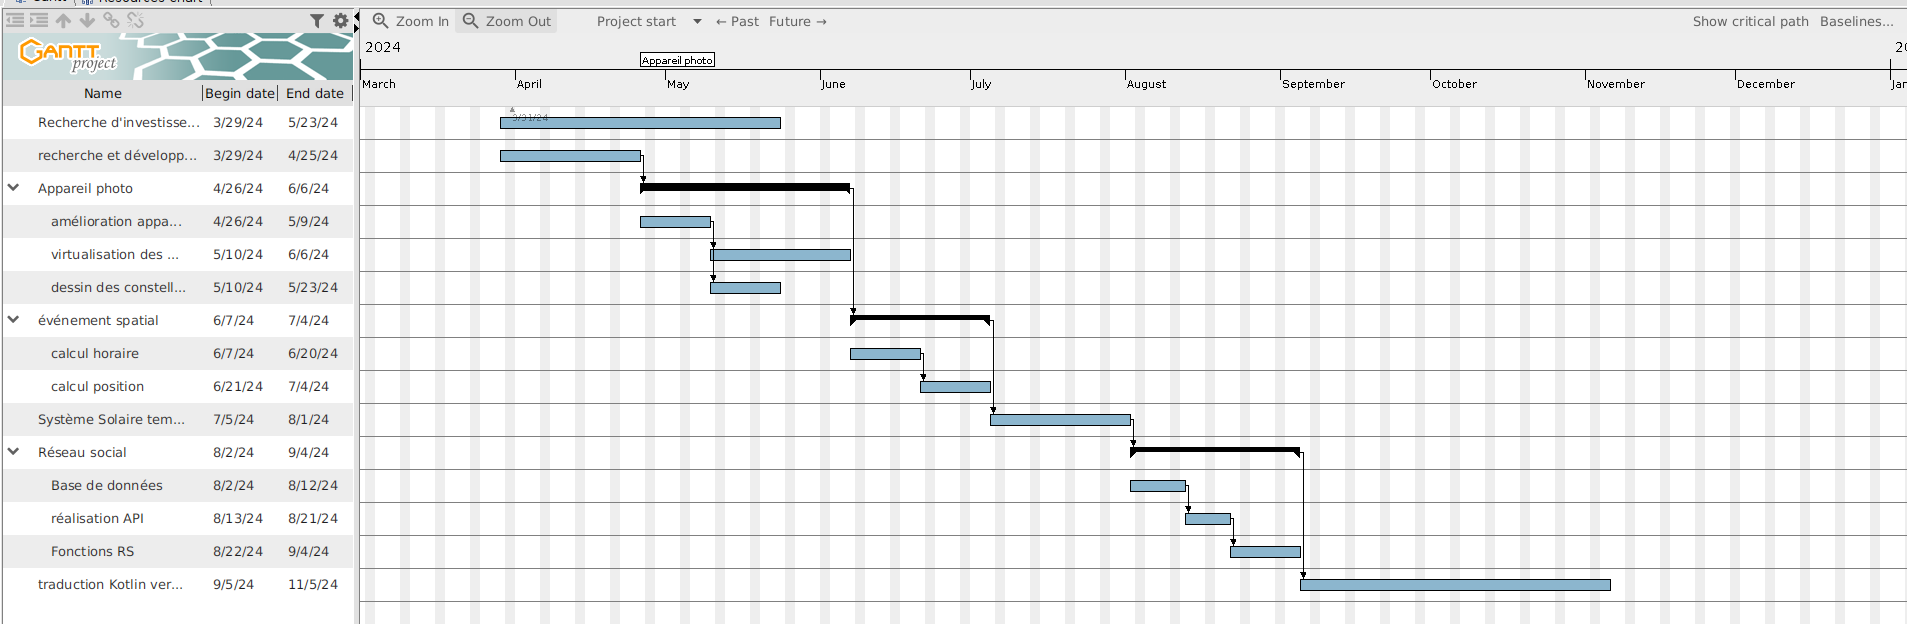 Zoom In Zoom Out Project start ← Past Future → Show critical path Baselines...
GANTT
project
2024
Appareil photo
March April May June July August September October November December
Name Begin date End date
3/31/24
Recherche d'investisse... 3/29/24 5/23/24
recherche et développ... 3/29/24 4/25/24
Appareil photo 4/26/24 6/6/24
amélioration appa... 4/26/24 5/9/24
virtualisation des ... 5/10/24 6/6/24
dessin des constell... 5/10/24 5/23/24
événement spatial 6/7/24 7/4/24
calcul horaire 6/7/24 6/20/24
calcul position 6/21/24 7/4/24
Système Solaire tem... 7/5/24 8/1/24
Réseau social 8/2/24 9/4/24
Base de données 8/2/24 8/12/24
réalisation API 8/13/24 8/21/24
Fonctions RS 8/22/24 9/4/24
traduction Kotlin ver... 9/5/24 11/5/24